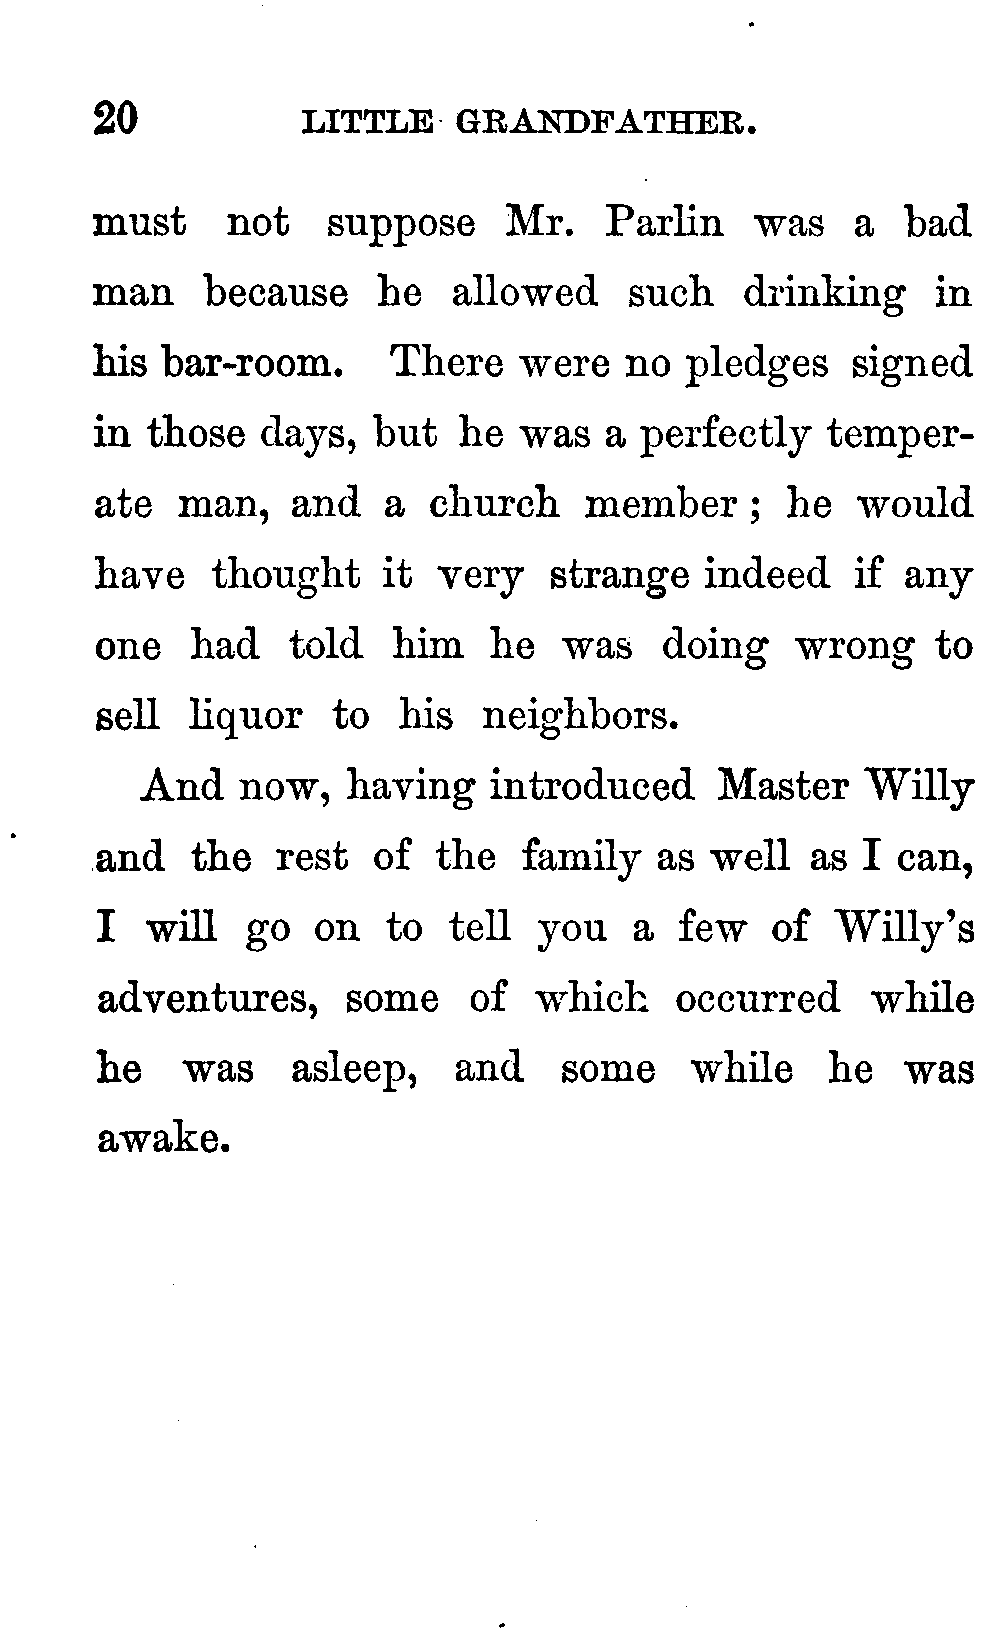 20 LITTLE GRANDFATHER.
must not suppose Mr. Parlin was a bad
man because he allowed such drinking in
his bar-room. There were no pledges signed
in those days, but he was a perfectly temper-
ate man, and a church member; he would
have thought it very strange indeed if any
one had told him he was doing wrong to
sell liquor to his neighbors.
And now, having introduced Master Willy
and the rest of the family as well as I can,
I will go on to tell you a few of Willy's
adventures, some of which occurred while
he was asleep, and some while he was
awake.